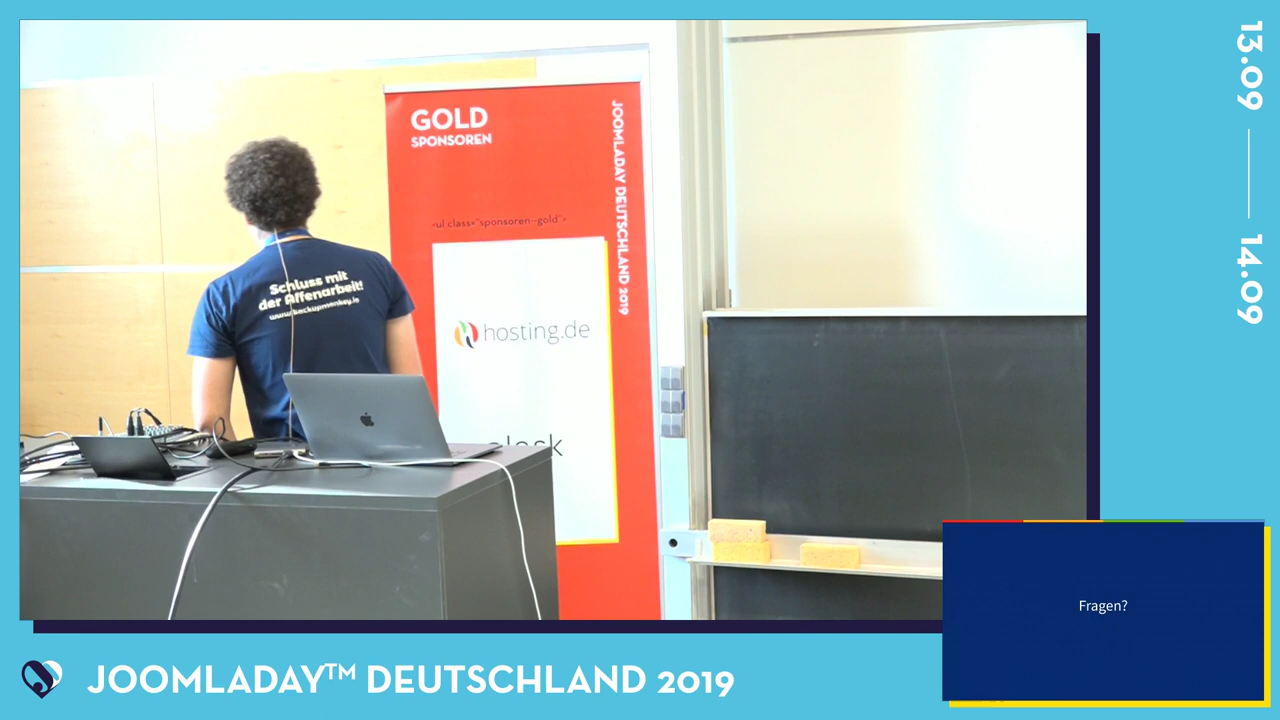 GOLD
SPONSOREN
JOOMLADAY DEUTSCHLAND 2019
<ul class="sponsoren--gold">
hosting.de
Schluss mit
der Affenarbeit!
www.backupmonkey.io
13.09
14.09
Fragen?
JOOMLADAY™ DEUTSCHLAND 2019